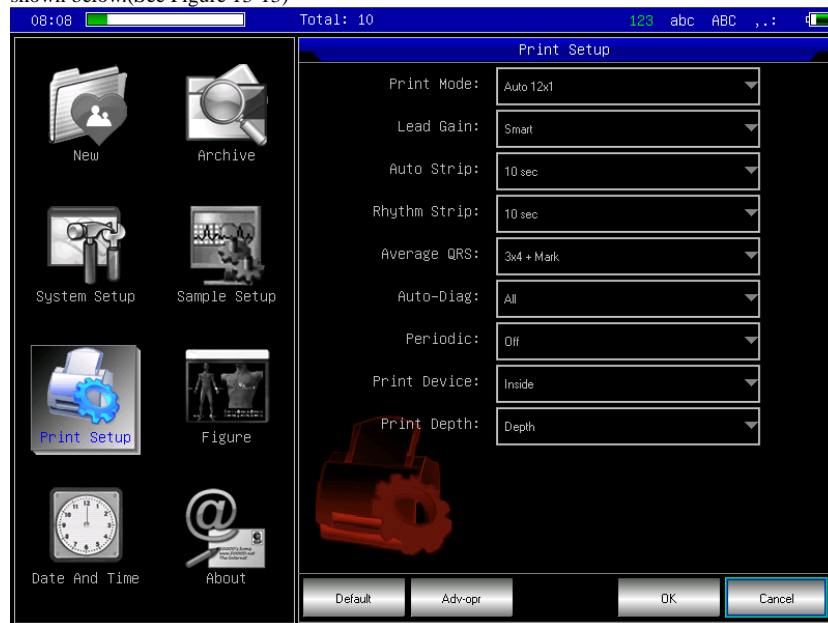 shown below.(See Figure 13-13)
08:08 Total: 10 123 abc ABC ,.:
Print Setup
New Archive
System Setup Sample Setup
Print Setup Figure
Date And Time About
Print Mode: Auto 12x1
Lead Gain: Smart
Auto Strip: 10 sec
Rhythm Strip: 10 sec
Average QRS: 3x4 + Mark
Auto-Diag: All
Periodic: Off
Print Device: Inside
Print Depth: Depth
Default Adv-opr OK Cancel